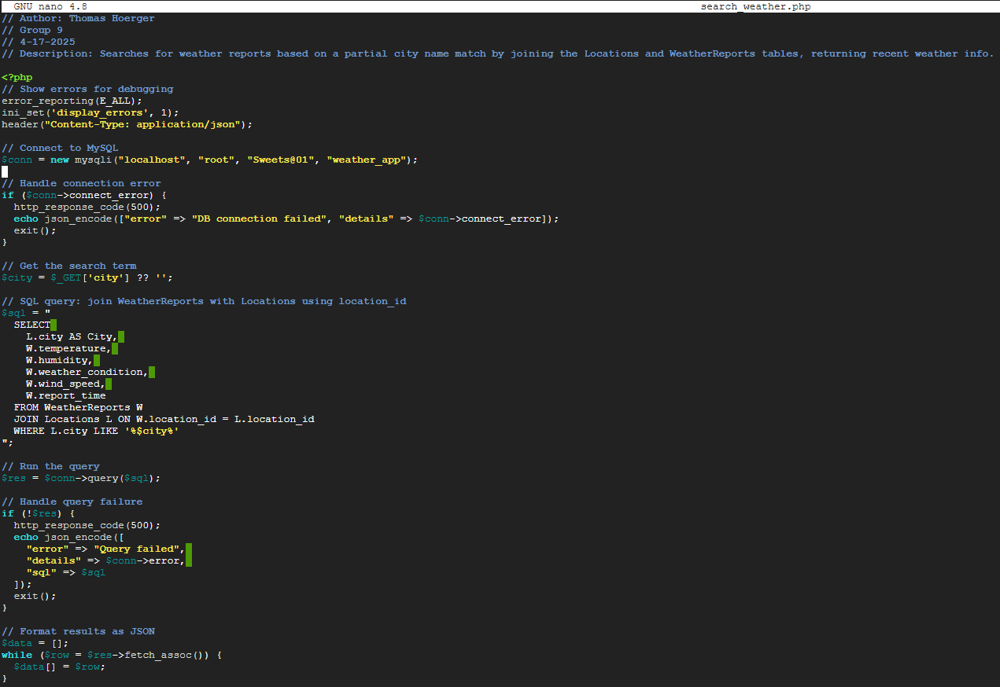 GNU nano 4.8 search_weather.php
// Author: Thomas Hoerger
// Group 9
// 4-17-2025
// Description: Searches for weather reports based on a partial city name match by joining the Locations and WeatherReports tables, returning recent weather info.
<?php
// Show errors for debugging
error_reporting(E_ALL);
ini_set('display_errors', 1);
header("Content-Type: application/json");
// Connect to MySQL
$conn = new mysqli("localhost", "root", "Sweets@01", "weather_app");
// Handle connection error
if ($conn->connect_error) {
  http_response_code(500);
  echo json_encode(["error" => "DB connection failed", "details" => $conn->connect_error]);
  exit();
}
// Get the search term
$city = $_GET['city'] ?? '';
// SQL query: join WeatherReports with Locations using location_id
$sql = "
  SELECT
    L.city AS City,
    W.temperature,
    W.humidity,
    W.weather_condition,
    W.wind_speed,
    W.report_time
  FROM WeatherReports W
  JOIN Locations L ON W.location_id = L.location_id
  WHERE L.city LIKE '%$city%'
";
// Run the query
$res = $conn->query($sql);
// Handle query failure
if (!$res) {
  http_response_code(500);
  echo json_encode([
    "error" => "Query failed",
    "details" => $conn->error,
    "sql" => $sql
  ]);
  exit();
}
// Format results as JSON
$data = [];
while ($row = $res->fetch_assoc()) {
  $data[] = $row;
}